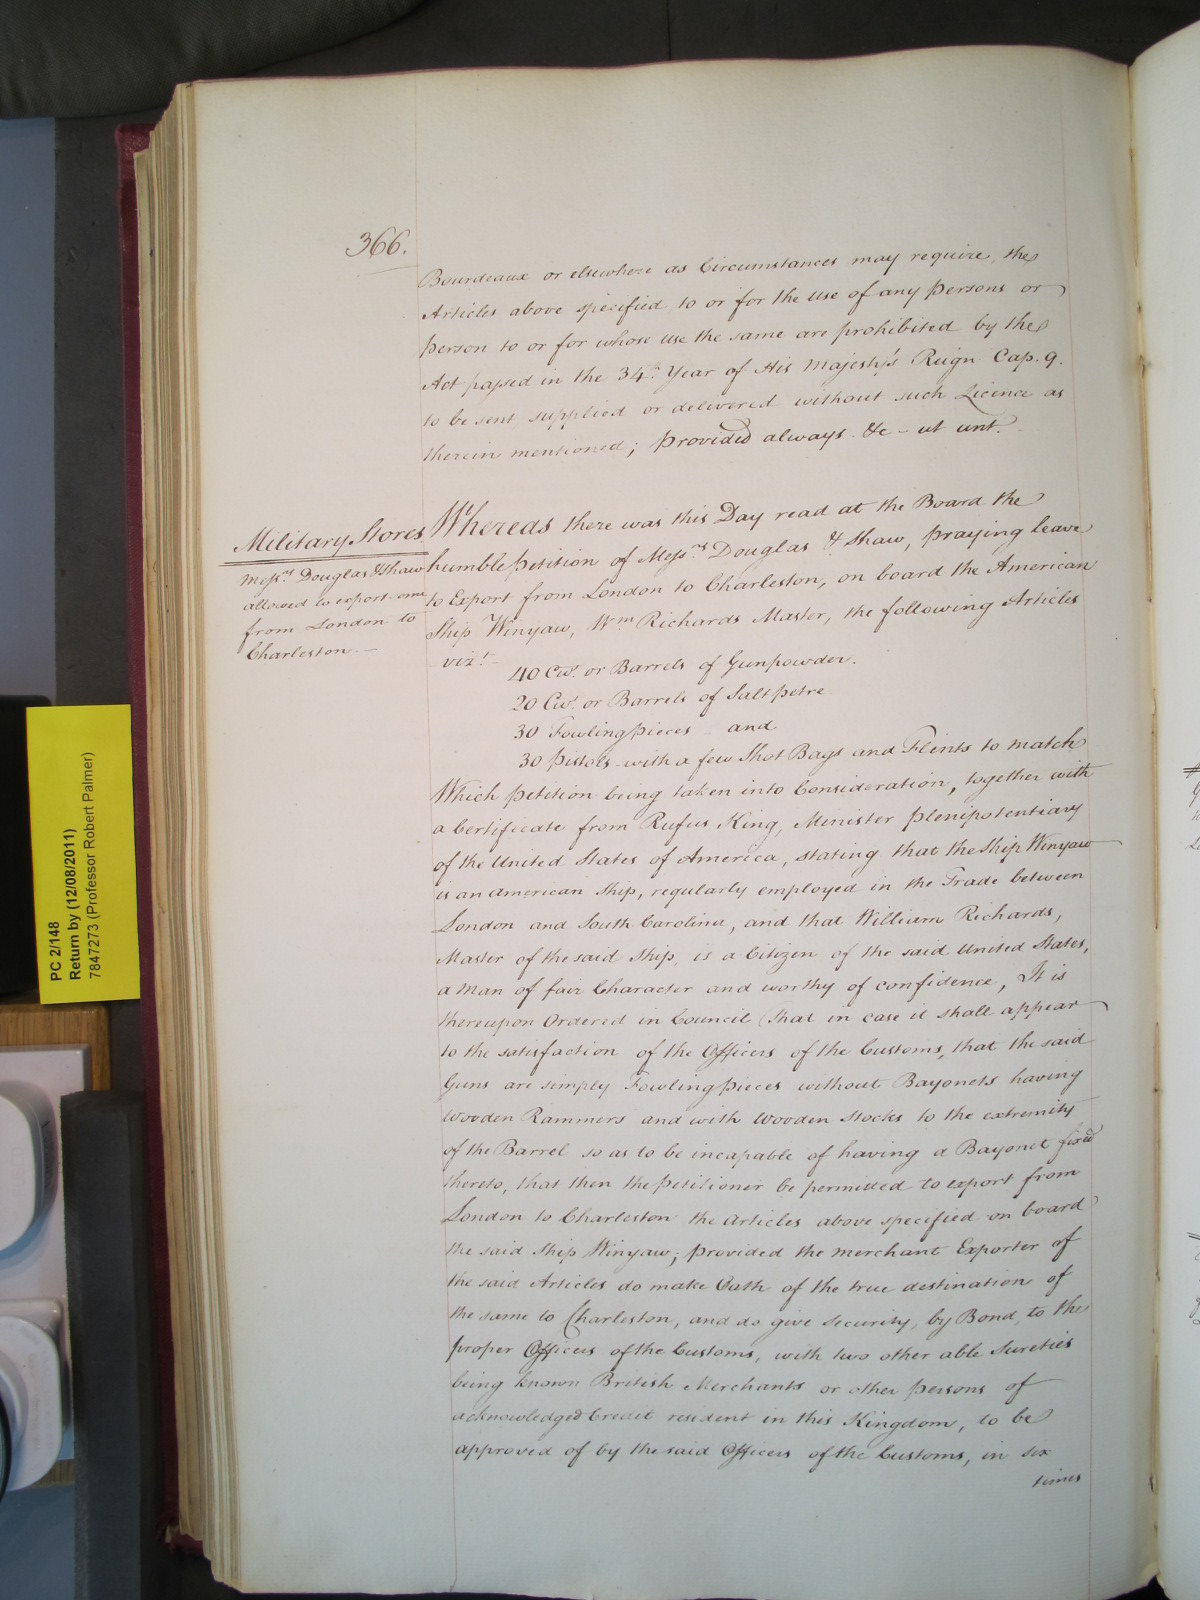 366.
Bourdeaux or elsewhere as Circumstances may require, the
Articles above specified to or for the use of any Persons or
Person to or for whose use the same are prohibited by the
Act passed in the 34th Year of His Majesty's Reign Cap. 9.
to be sent, supplied or delivered without such Licence as
therein mentioned; Provided always &c - ut ant.
Military Stores
Messrs Douglas & Shaw
allowed to export some
from London to
Charleston -
Whereas there was this Day read at the Board the
humble Petition of Messrs Douglas & Shaw, praying leave
to Export from London to Charleston, on board the American
Ship Winyaw, Wm Richards Master, the following Articles
vizt
40 Cwt. or Barrels of Gunpowder.
20 Cwt. or Barrels of Saltpetre
30 Fowling Pieces and
30 Pistols with a few Shot Bags and Flints to match
Which Petition being taken into Consideration, together with
a Certificate from Rufus King, Minister Plenipotentiary
of the United States of America, stating that the Ship Winyaw
is an American Ship, regularly employed in the Trade between
London and South Carolina, and that William Richards,
Master of the said Ship, is a Citizen of the said United States,
a Man of fair Character and worthy of confidence, It is
thereupon Ordered in Council (that in case it shall appear
to the satisfaction of the Officers of the Customs, that the said
Guns are simply Fowling Pieces without Bayonets having
Wooden Rammers and with Wooden Stocks to the extremity
of the Barrel so as to be incapable of having a Bayonet fixed
thereto, that then the Petitioner be permitted to export from
London to Charleston the Articles above specified on board
the said Ship Winyaw; Provided the Merchant Exporter of
the said Articles do make Oath of the true destination of
the same to Charleston, and do give security, by Bond, to the
proper Officers of the Customs, with two other able Sureties
being known British Merchants or other Persons of
acknowledged Credit resident in this Kingdom, to be
approved of by the said Officers of the Customs, in six
times
PC 2/148
Return by (12/08/2011)
7847273 (Professor Robert Palmer)